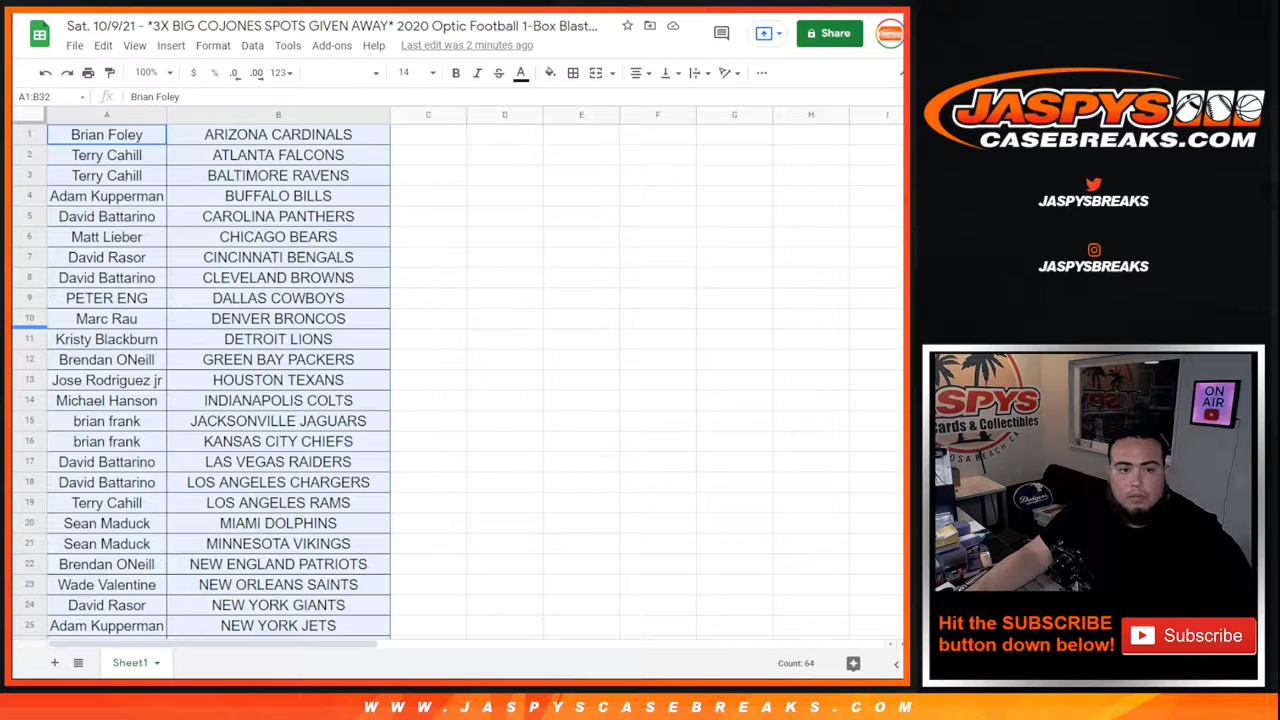 Sat. 10/9/21 - *3X BIG COJONES SPOTS GIVEN AWAY* 2020 Optic Football 1-Box Blast...
File Edit View Insert Format Data Tools Add-ons Help Last edit was 2 minutes ago
Share
100% $ % .0 .00 123 14 B I S A
A1:B32 fx Brian Foley
A B C D E F G H I
1 Brian Foley ARIZONA CARDINALS
2 Terry Cahill ATLANTA FALCONS
3 Terry Cahill BALTIMORE RAVENS
4 Adam Kupperman BUFFALO BILLS
5 David Battarino CAROLINA PANTHERS
6 Matt Lieber CHICAGO BEARS
7 David Rasor CINCINNATI BENGALS
8 David Battarino CLEVELAND BROWNS
9 PETER ENG DALLAS COWBOYS
10 Marc Rau DENVER BRONCOS
11 Kristy Blackburn DETROIT LIONS
12 Brendan ONeill GREEN BAY PACKERS
13 Jose Rodriguez jr HOUSTON TEXANS
14 Michael Hanson INDIANAPOLIS COLTS
15 brian frank JACKSONVILLE JAGUARS
16 brian frank KANSAS CITY CHIEFS
17 David Battarino LAS VEGAS RAIDERS
18 David Battarino LOS ANGELES CHARGERS
19 Terry Cahill LOS ANGELES RAMS
20 Sean Maduck MIAMI DOLPHINS
21 Sean Maduck MINNESOTA VIKINGS
22 Brendan ONeill NEW ENGLAND PATRIOTS
23 Wade Valentine NEW ORLEANS SAINTS
24 David Rasor NEW YORK GIANTS
25 Adam Kupperman NEW YORK JETS
Sheet1
Count: 64
JASPYS
CASEBREAKS.COM
JASPYSBREAKS
JASPYSBREAKS
ON
AIR
SPYS
Cards & Collectibles
Dodgers
Hit the SUBSCRIBE
button down below!
Subscribe
WWW.JASPYSCASEBREAKS.COM